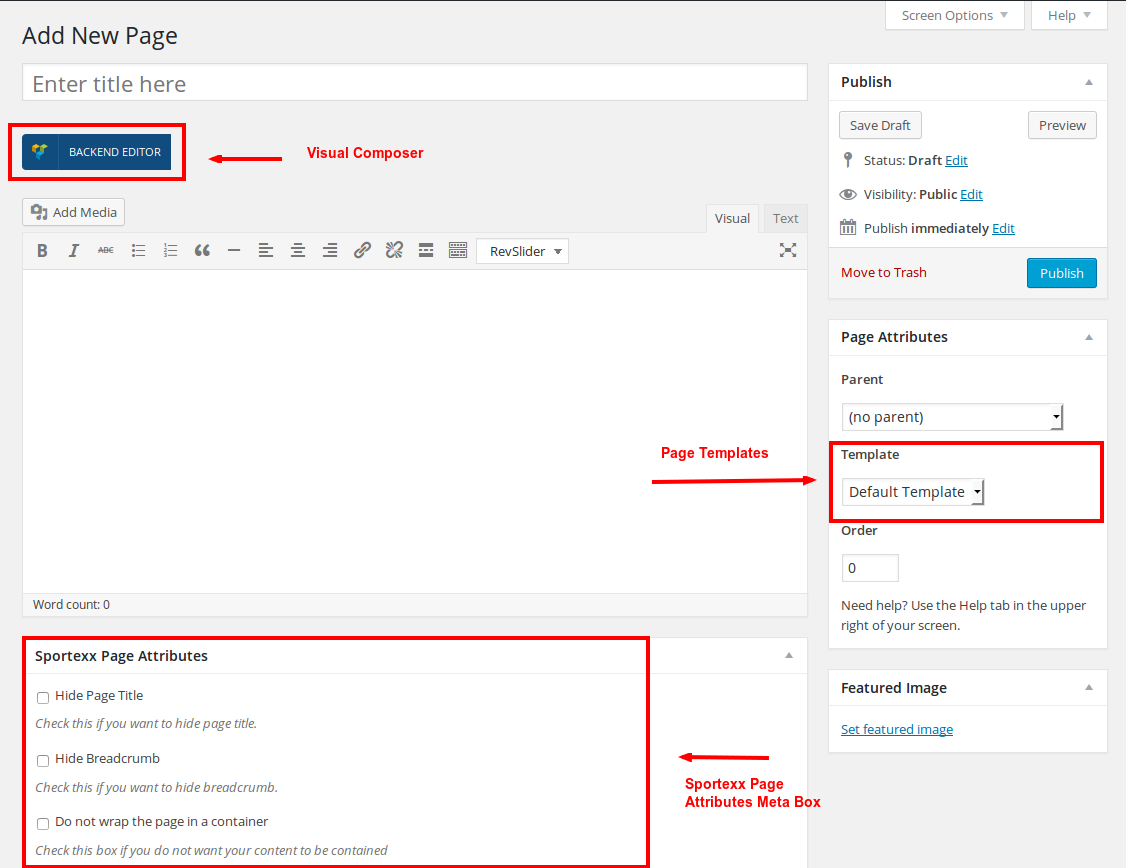 Screen Options
Help
Add New Page
Enter title here
BACKEND EDITOR
Visual Composer
Add Media
Visual
Text
B I ABC
RevSlider
Word count: 0
Sportexx Page Attributes
Hide Page Title
Check this if you want to hide page title.
Hide Breadcrumb
Check this if you want to hide breadcrumb.
Do not wrap the page in a container
Check this box if you do not want your content to be contained
Sportexx Page
Attributes Meta Box
Page Templates
Publish
Save Draft
Preview
Status: Draft Edit
Visibility: Public Edit
Publish immediately Edit
Move to Trash
Publish
Page Attributes
Parent
(no parent)
Template
Default Template
Order
0
Need help? Use the Help tab in the upper
right of your screen.
Featured Image
Set featured image